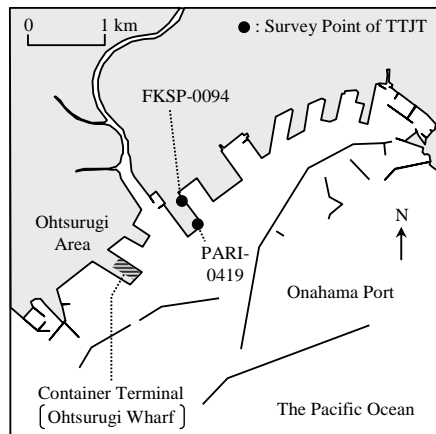 0 1 km
● : Survey Point of TTJT
FKSP-0094
Ohtsurugi
Area
PARI-
0419
N
Onahama Port
Container Terminal
[Ohtsurugi Wharf]
The Pacific Ocean